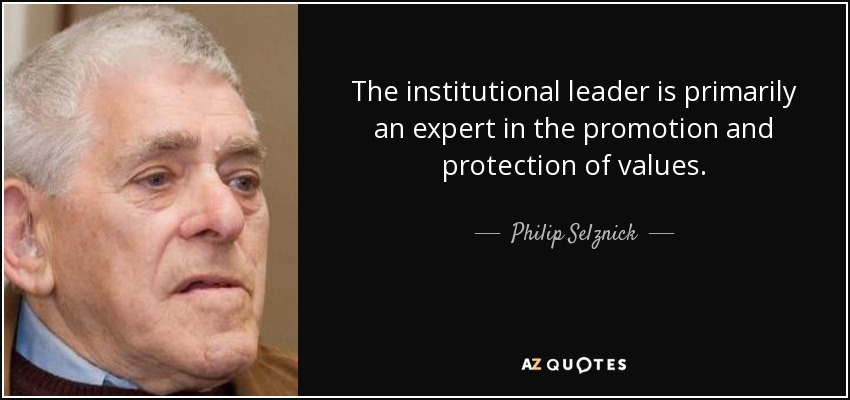 The institutional leader is primarily
an expert in the promotion and
protection of values.
Philip Selznick
AZ QUOTES